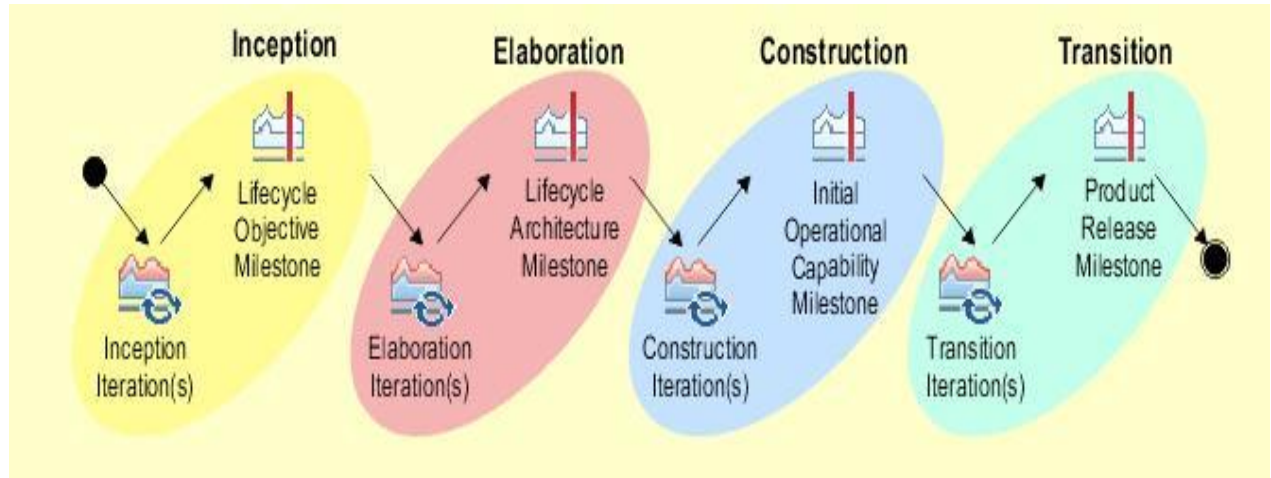 Inception
Elaboration
Construction
Transition
Lifecycle
Objective
Milestone
Inception
Iteration(s)
Lifecycle
Architecture
Milestone
Elaboration
Iteration(s)
Initial
Operational
Capability
Milestone
Construction
Iteration(s)
Product
Release
Milestone
Transition
Iteration(s)